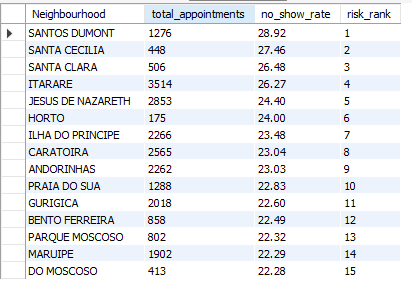 Neighbourhood total_appointments no_show_rate risk_rank
SANTOS DUMONT 1276 28.92 1
SANTA CECILIA 448 27.46 2
SANTA CLARA 506 26.48 3
ITARARE 3514 26.27 4
JESUS DE NAZARETH 2853 24.40 5
HORTO 175 24.00 6
ILHA DO PRINCIPE 2266 23.48 7
CARATOIRA 2565 23.04 8
ANDORINHAS 2262 23.03 9
PRAIA DO SUA 1288 22.83 10
GURIGICA 2018 22.60 11
BENTO FERREIRA 858 22.49 12
PARQUE MOSCOSO 802 22.32 13
MARUIPE 1902 22.29 14
DO MOSCOSO 413 22.28 15